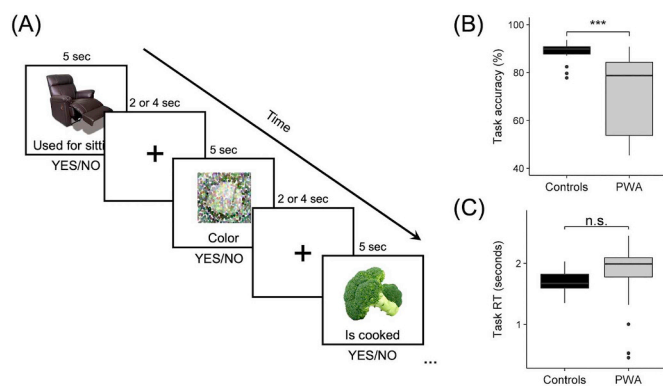 (A)
5 sec
Used for sitti
YES/NO
2 or 4 sec
+
5 sec
Color
YES/NO
2 or 4 sec
+
5 sec
Is cooked
YES/NO
...
Time
(B)
***
Task accuracy (%)
100
80
60
40
Controls
PWA
(C)
n.s.
Task RT (seconds)
2
1
Controls
PWA